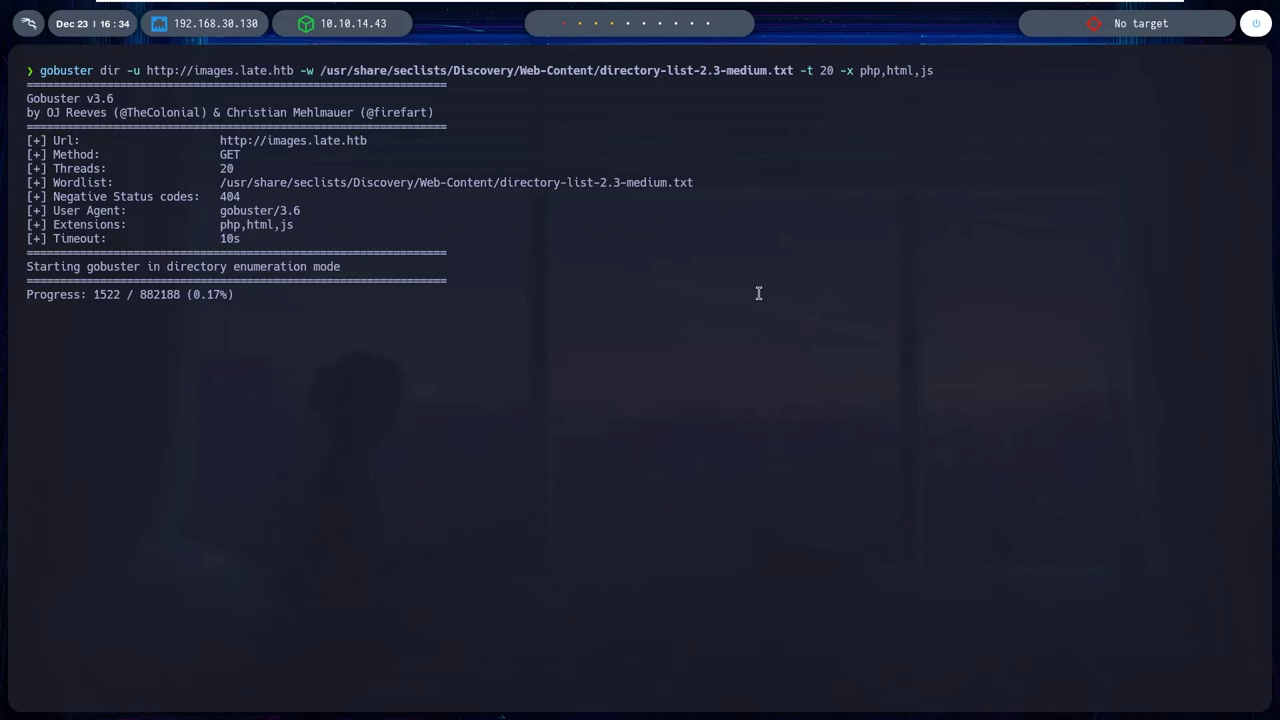 Dec 23 | 16:34 192.168.30.130 10.10.14.43 No target
❯ gobuster dir -u http://images.late.htb -w /usr/share/seclists/Discovery/Web-Content/directory-list-2.3-medium.txt -t 20 -x php,html,js
===============================================================
Gobuster v3.6
by OJ Reeves (@TheColonial) & Christian Mehlmauer (@firefart)
===============================================================
[+] Url:                     http://images.late.htb
[+] Method:                  GET
[+] Threads:                 20
[+] Wordlist:                /usr/share/seclists/Discovery/Web-Content/directory-list-2.3-medium.txt
[+] Negative Status codes:   404
[+] User Agent:              gobuster/3.6
[+] Extensions:              php,html,js
[+] Timeout:                 10s
===============================================================
Starting gobuster in directory enumeration mode
===============================================================
Progress: 1522 / 882188 (0.17%)